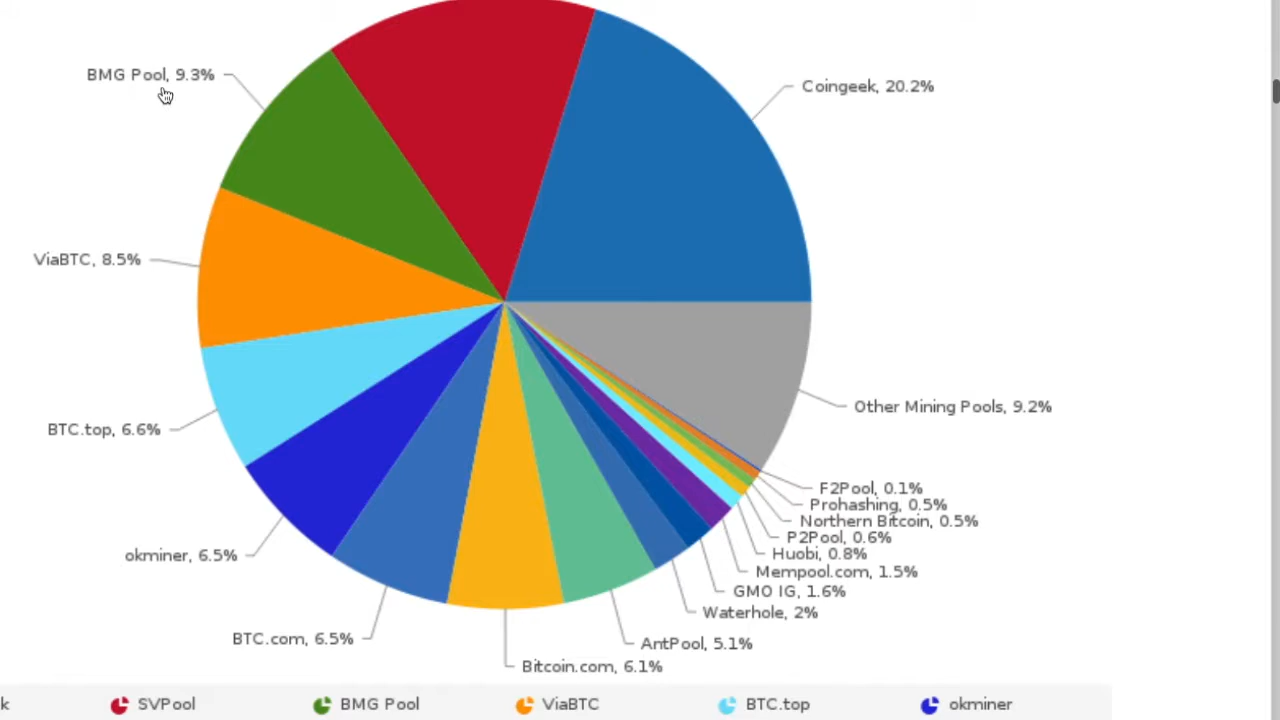 BMG Pool, 9.3%
Coingeek, 20.2%
ViaBTC, 8.5%
Other Mining Pools, 9.2%
BTC.top, 6.6%
F2Pool, 0.1%
Prohashing, 0.5%
Northern Bitcoin, 0.5%
P2Pool, 0.6%
okminer, 6.5%
Huobi, 0.8%
Mempool.com, 1.5%
GMO IG, 1.6%
Waterhole, 2%
BTC.com, 6.5%
AntPool, 5.1%
Bitcoin.com, 6.1%
k SVPool BMG Pool ViaBTC BTC.top okminer